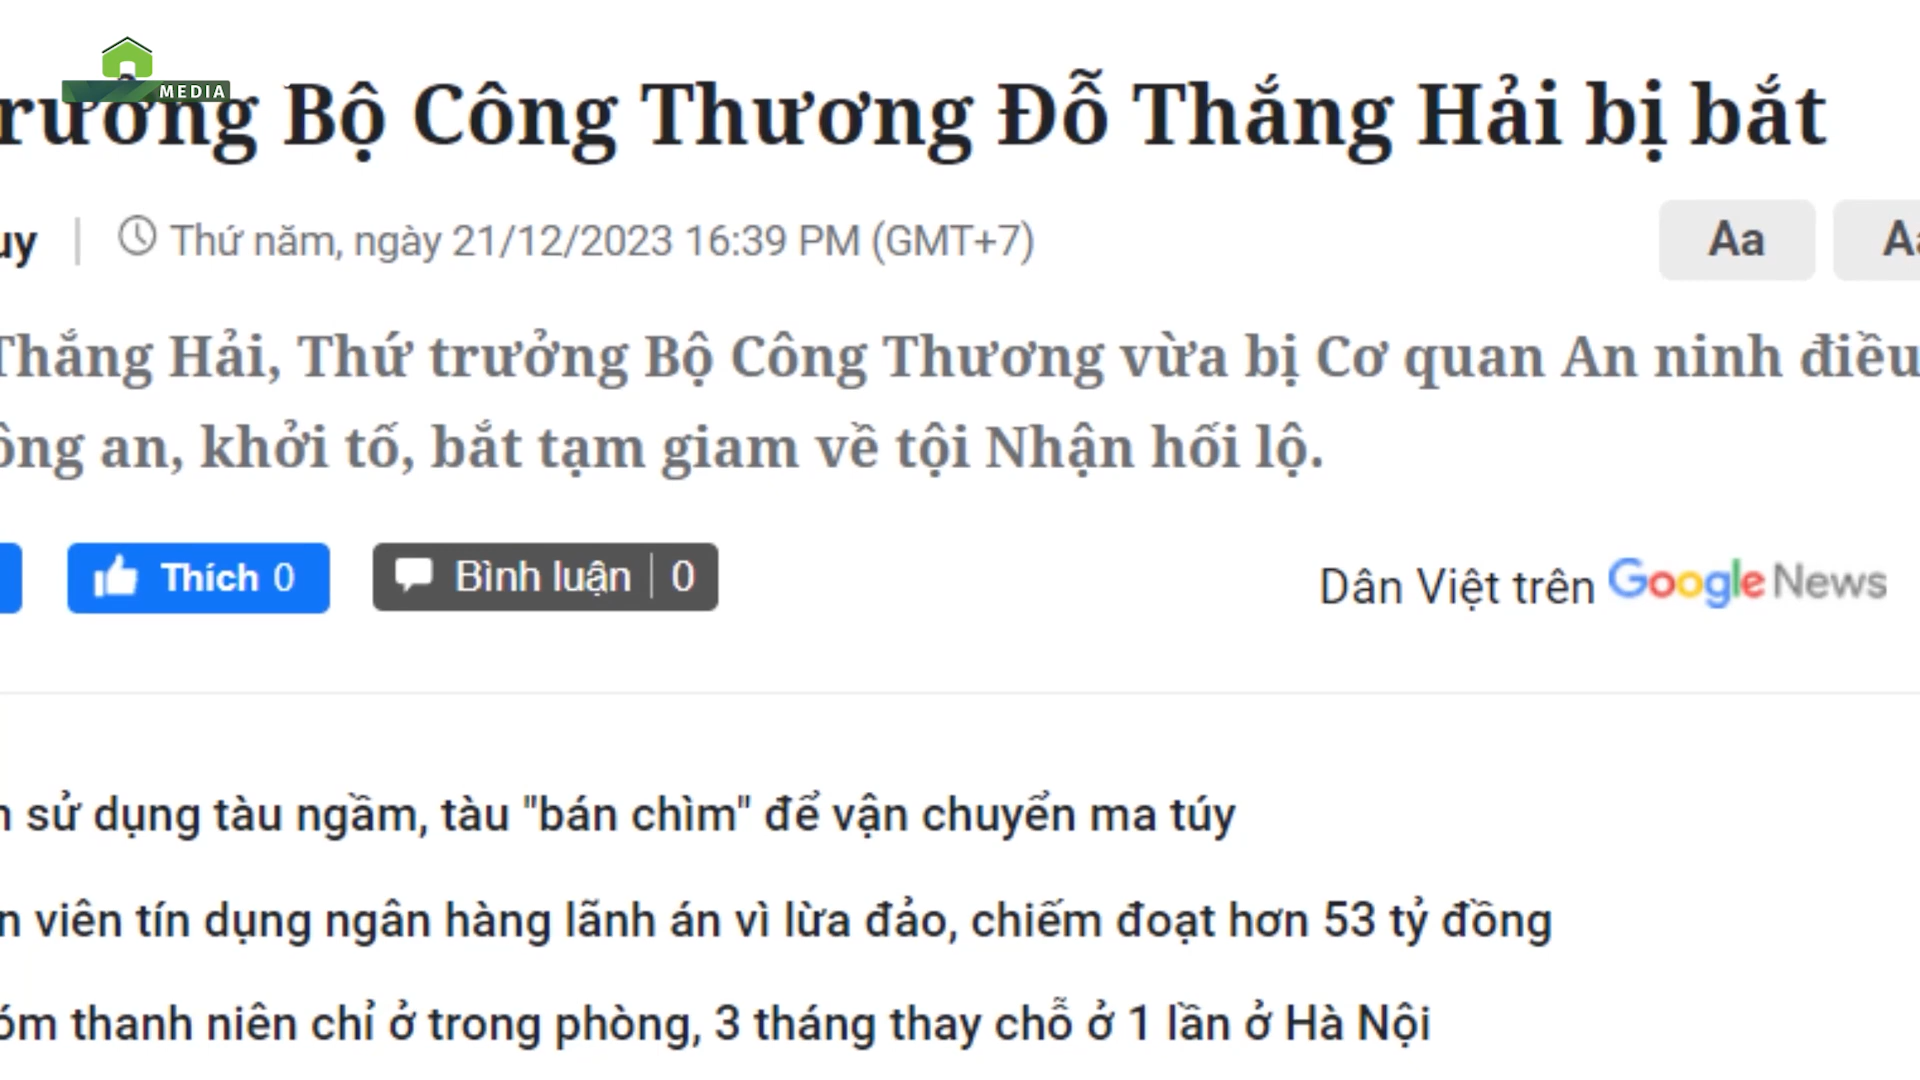 MEDIA
rưởng Bộ Công Thương Đỗ Thắng Hải bị bắt
uy | Thứ năm, ngày 21/12/2023 16:39 PM (GMT+7) Aa Aa
Thắng Hải, Thứ trưởng Bộ Công Thương vừa bị Cơ quan An ninh điều
ông an, khởi tố, bắt tạm giam về tội Nhận hối lộ.
Thích 0 Bình luận | 0 Dân Việt trên Google News
n sử dụng tàu ngầm, tàu "bán chìm" để vận chuyển ma túy
n viên tín dụng ngân hàng lãnh án vì lừa đảo, chiếm đoạt hơn 53 tỷ đồng
óm thanh niên chỉ ở trong phòng, 3 tháng thay chỗ ở 1 lần ở Hà Nội